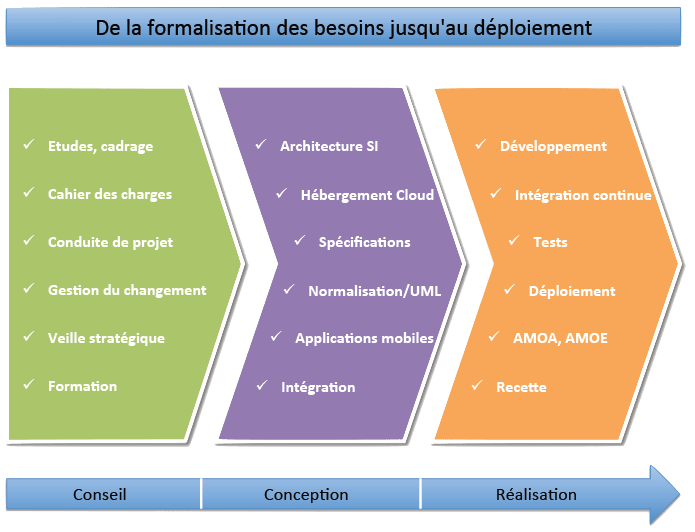 De la formalisation des besoins jusqu'au déploiement
Etudes, cadrage
Cahier des charges
Conduite de projet
Gestion du changement
Veille stratégique
Formation
Architecture SI
Hébergement Cloud
Spécifications
Normalisation/UML
Applications mobiles
Intégration
Développement
Intégration continue
Tests
Déploiement
AMOA, AMOE
Recette
Conseil
Conception
Réalisation